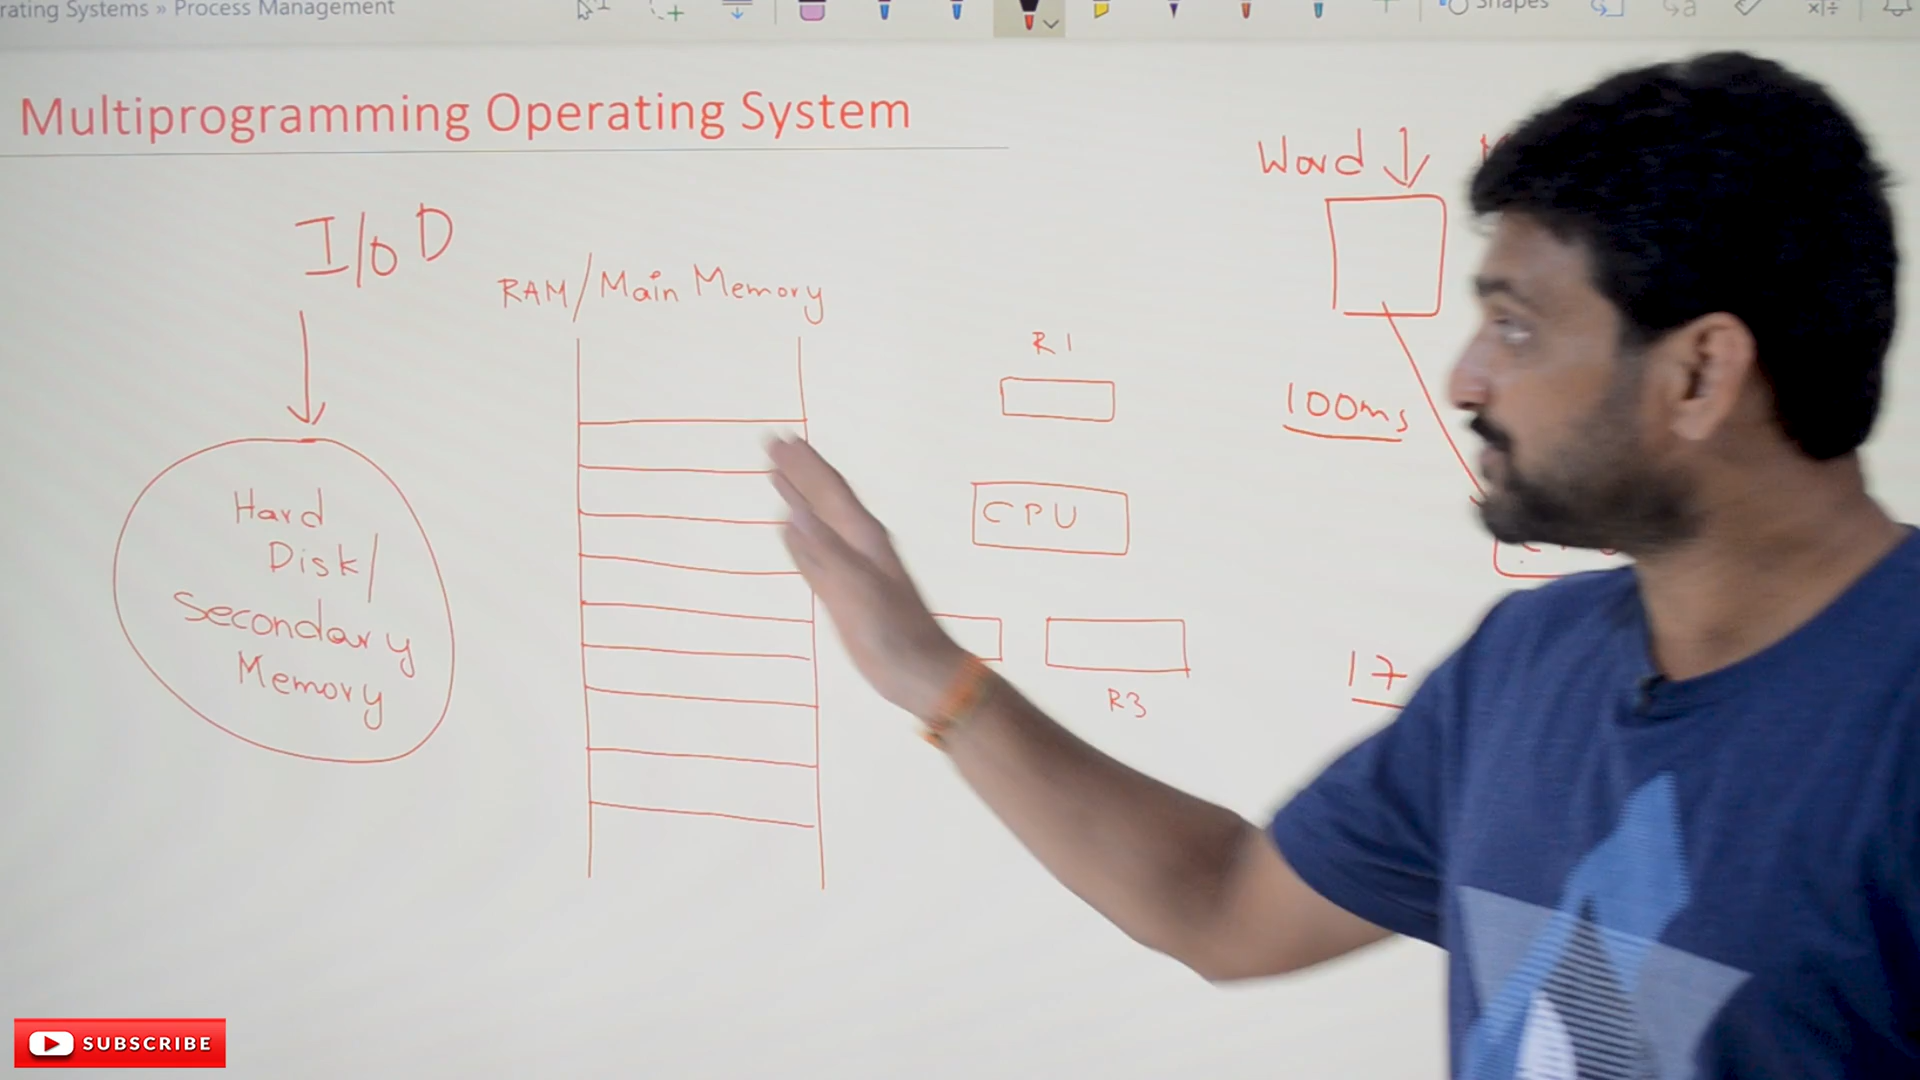 rating Systems » Process Management
Shapes
Multiprogramming Operating System
I/O D
RAM/Main Memory
Hard
Disk/
Secondary
Memory
R1
CPU
R3
Word
100ms
17
SUBSCRIBE